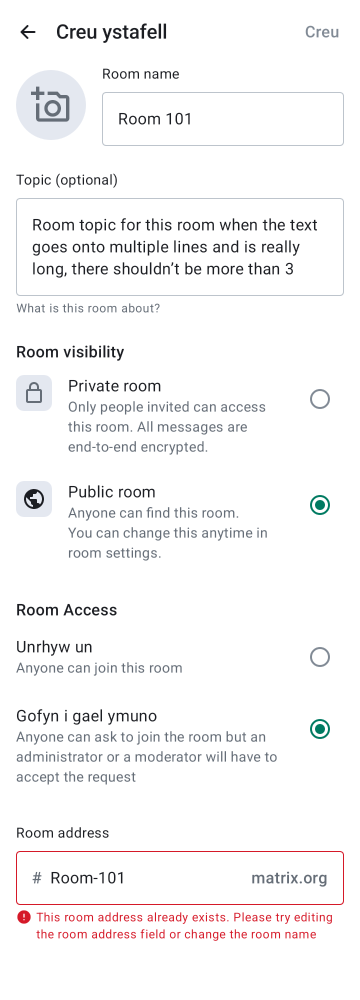 Creu ystafell
Creu
Room name
Room 101
Topic (optional)
Room topic for this room when the text
goes onto multiple lines and is really
long, there shouldn’t be more than 3
What is this room about?
Room visibility
Private room
Only people invited can access
this room. All messages are
end-to-end encrypted.
Public room
Anyone can find this room.
You can change this anytime in
room settings.
Room Access
Unrhyw un
Anyone can join this room
Gofyn i gael ymuno
Anyone can ask to join the room but an
administrator or a moderator will have to
accept the request
Room address
# Room-101 matrix.org
This room address already exists. Please try editing
the room address field or change the room name